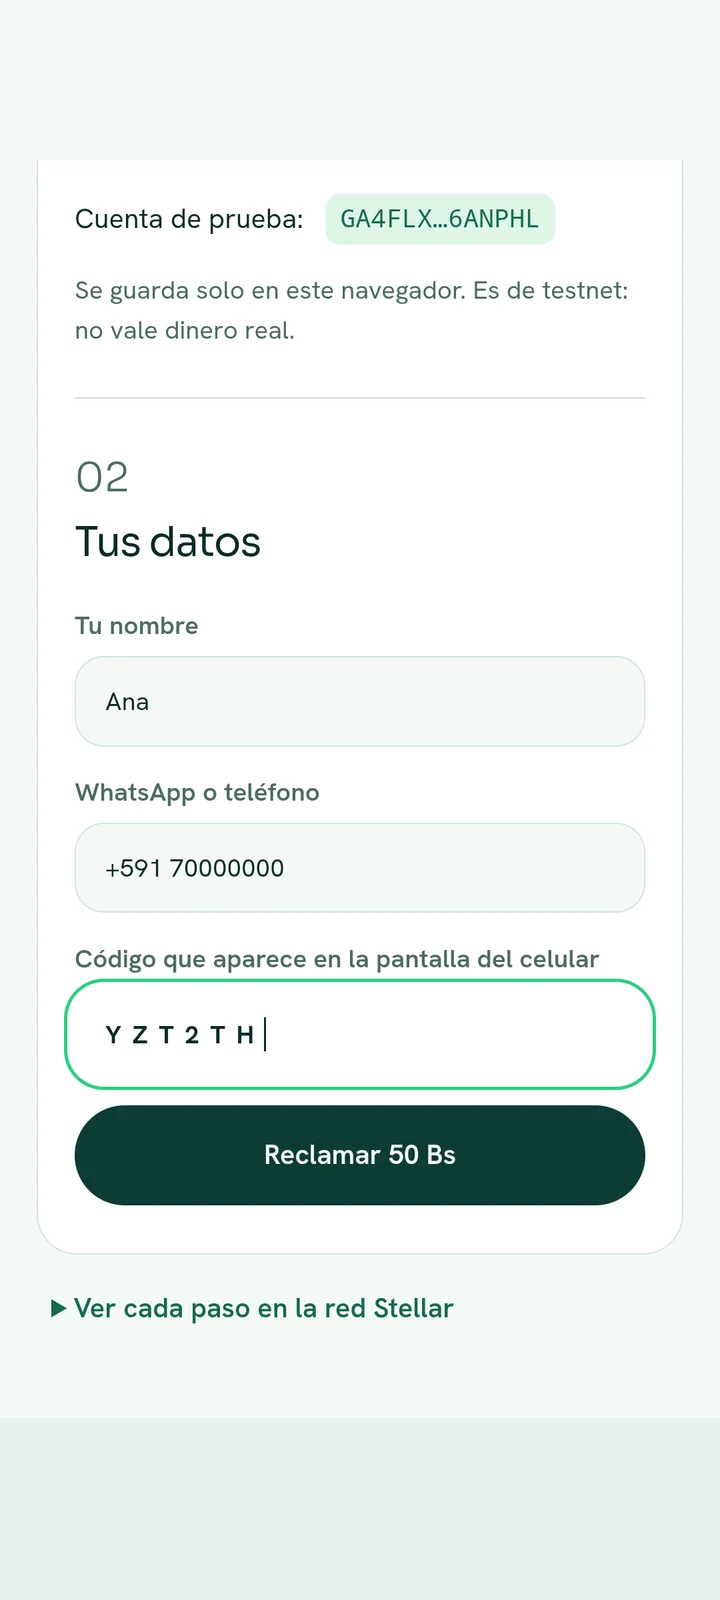 Cuenta de prueba: GA4FLX…6ANPHL
Se guarda solo en este navegador. Es de testnet:
no vale dinero real.
02
Tus datos
Tu nombre
Ana
WhatsApp o teléfono
+591 70000000
Código que aparece en la pantalla del celular
YZT2TH
Reclamar 50 Bs
▶ Ver cada paso en la red Stellar